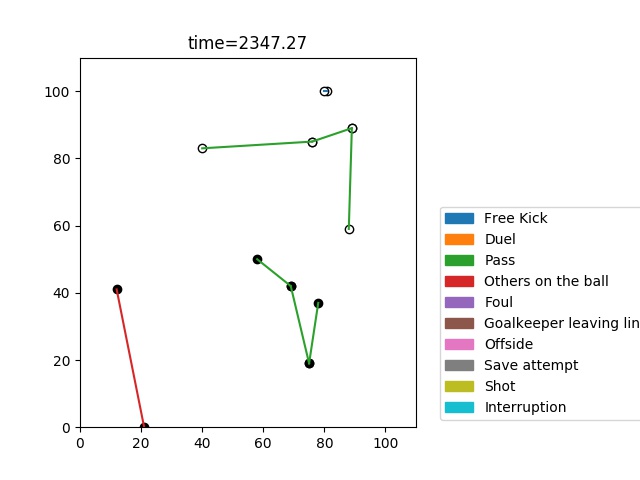 time=2347.27
100
80
60
40
20
0
0 20 40 60 80 100
Free Kick
Duel
Pass
Others on the ball
Foul
Goalkeeper leaving lin
Offside
Save attempt
Shot
Interruption